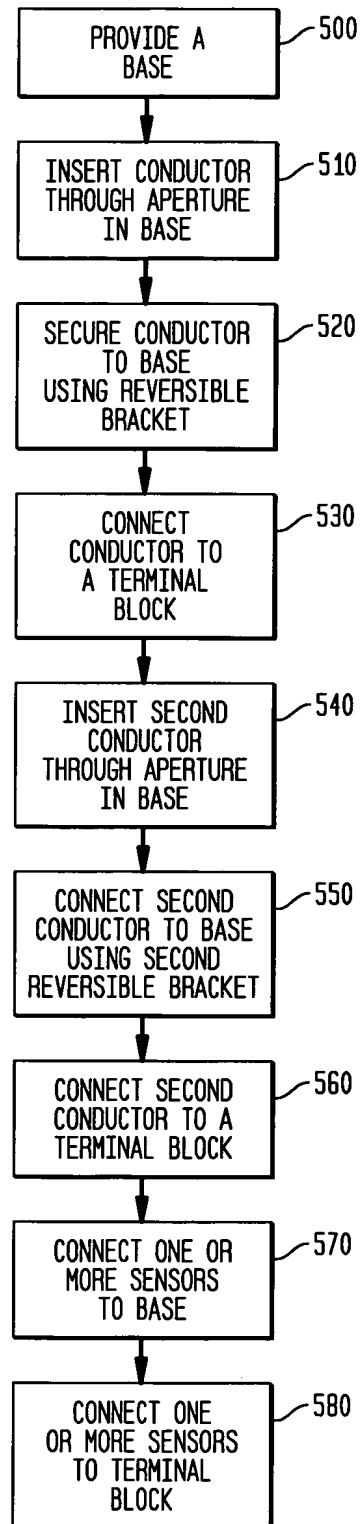 PROVIDE A
BASE
500
INSERT CONDUCTOR
THROUGH APERTURE
IN BASE
510
SECURE CONDUCTOR
TO BASE
USING REVERSIBLE
BRACKET
520
CONNECT
CONDUCTOR TO
A TERMINAL
BLOCK
530
INSERT SECOND
CONDUCTOR
THROUGH APERTURE
IN BASE
540
CONNECT SECOND
CONDUCTOR TO BASE
USING SECOND
REVERSIBLE BRACKET
550
CONNECT SECOND
CONDUCTOR TO A
TERMINAL BLOCK
560
CONNECT ONE OR
MORE SENSORS
TO BASE
570
CONNECT ONE
OR MORE SENSORS
TO TERMINAL
BLOCK
580